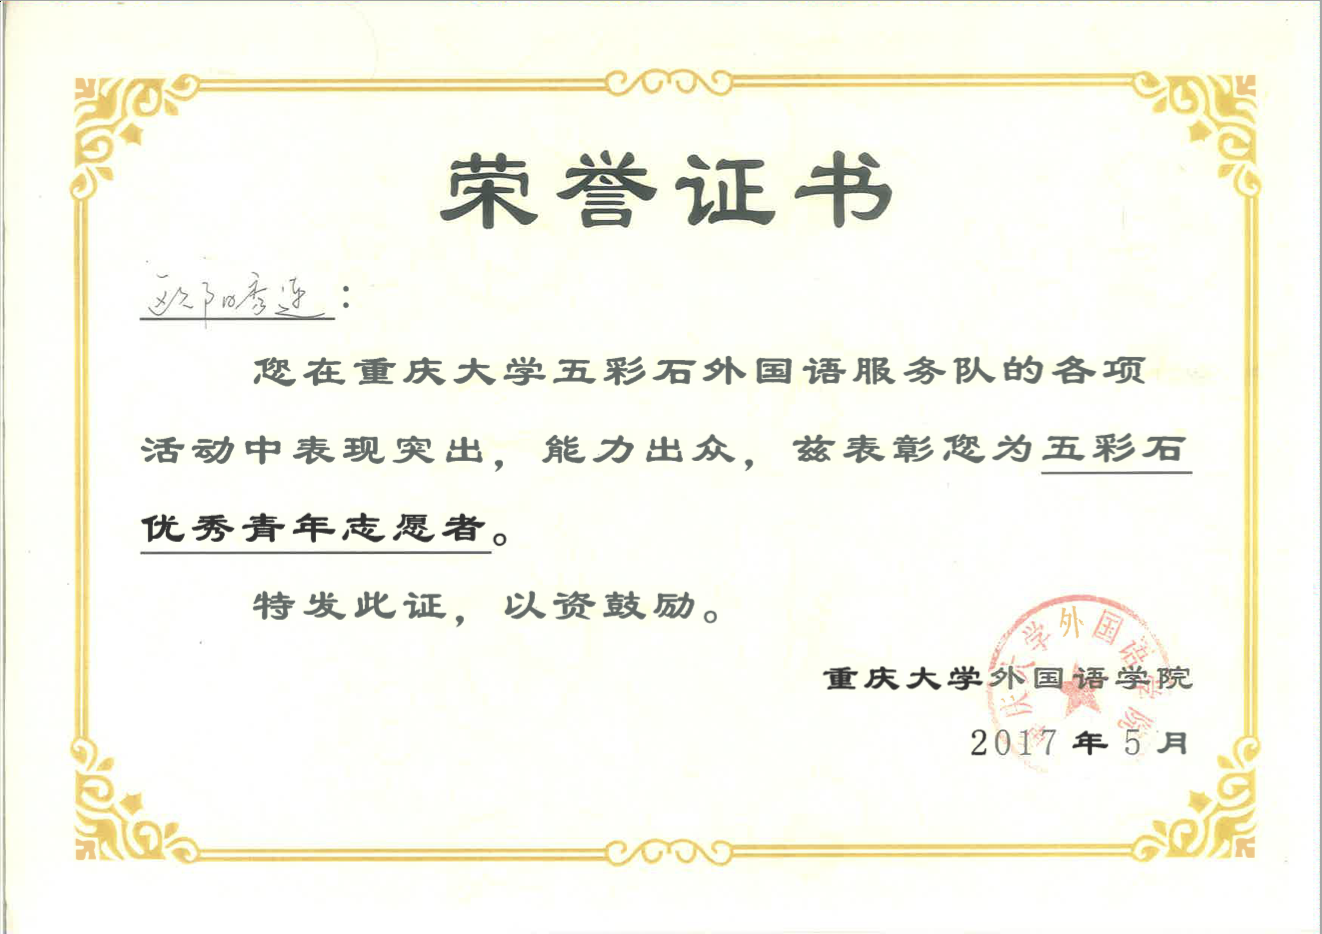 荣誉证书
欧阳秀莲：
您在重庆大学五彩石外国语服务队的各项
活动中表现突出，能力出众，兹表彰您为五彩石
优秀青年志愿者。
特发此证，以资鼓励。
重庆大学外国语学院
2017年5月
重庆大学外国语学院